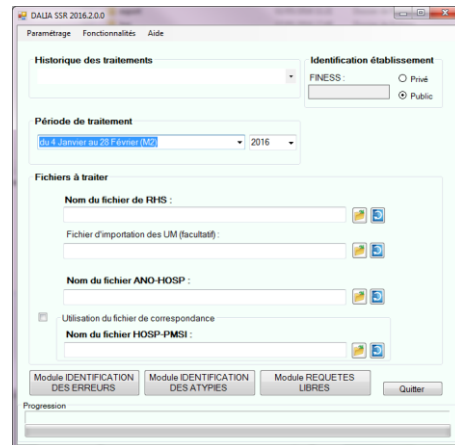 DALIA SSR 2016.2.0.0
Paramétrage Fonctionnalités Aide
Historique des traitements
Identification établissement
FINESS :
Privé
Public
Période de traitement
du 4 Janvier au 28 Février (M2) 2016
Fichiers à traiter
Nom du fichier de RHS :
Fichier d'importation des UM (facultatif) :
Nom du fichier ANO-HOSP :
Utilisation du fichier de correspondance
Nom du fichier HOSP-PMSI :
Module IDENTIFICATION DES ERREURS
Module IDENTIFICATION DES ATYPIES
Module REQUETES LIBRES
Quitter
Progression